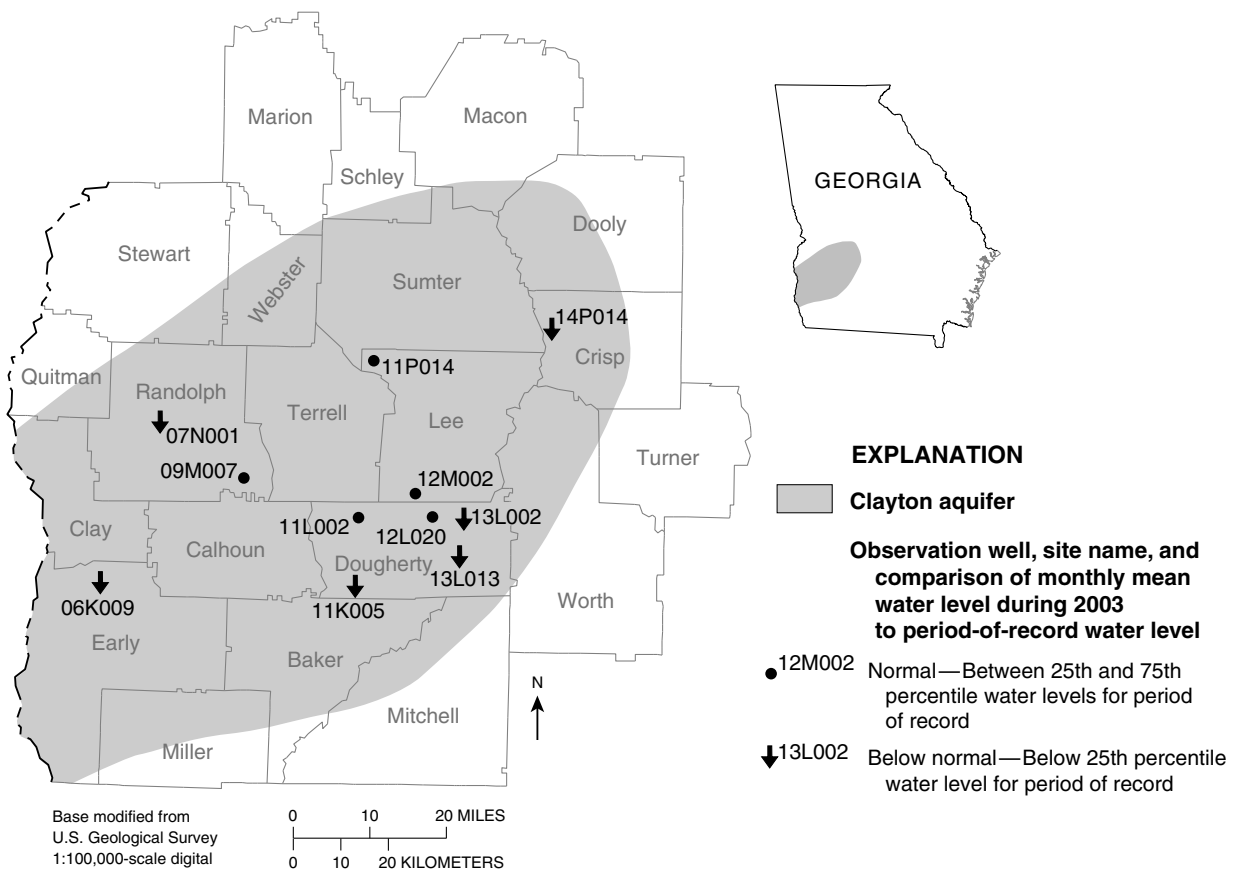 Marion
Macon
Schley
Stewart
Webster
Sumter
Dooly
14P014
Crisp
Quitman
Randolph
11P014
Terrell
Lee
07N001
09M007
12M002
Turner
11L002
12L020
13L002
Clay
Calhoun
Dougherty
13L013
06K009
11K005
Worth
Early
Baker
Mitchell
Miller
N
Base modified from
U.S. Geological Survey
1:100,000-scale digital
0 10 20 MILES
0 10 20 KILOMETERS
GEORGIA
EXPLANATION
Clayton aquifer
Observation well, site name, and
comparison of monthly mean
water level during 2003
to period-of-record water level
12M002 Normal—Between 25th and 75th
percentile water levels for period
of record
13L002 Below normal—Below 25th percentile
water level for period of record